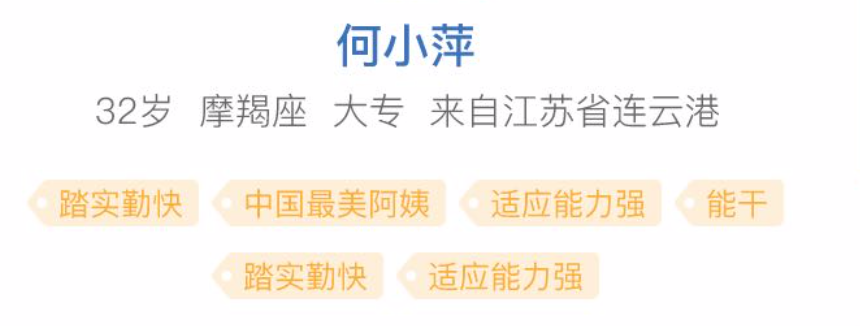 何小萍
32岁 摩羯座 大专 来自江苏省连云港
踏实勤快 中国最美阿姨 适应能力强 能干
踏实勤快 适应能力强